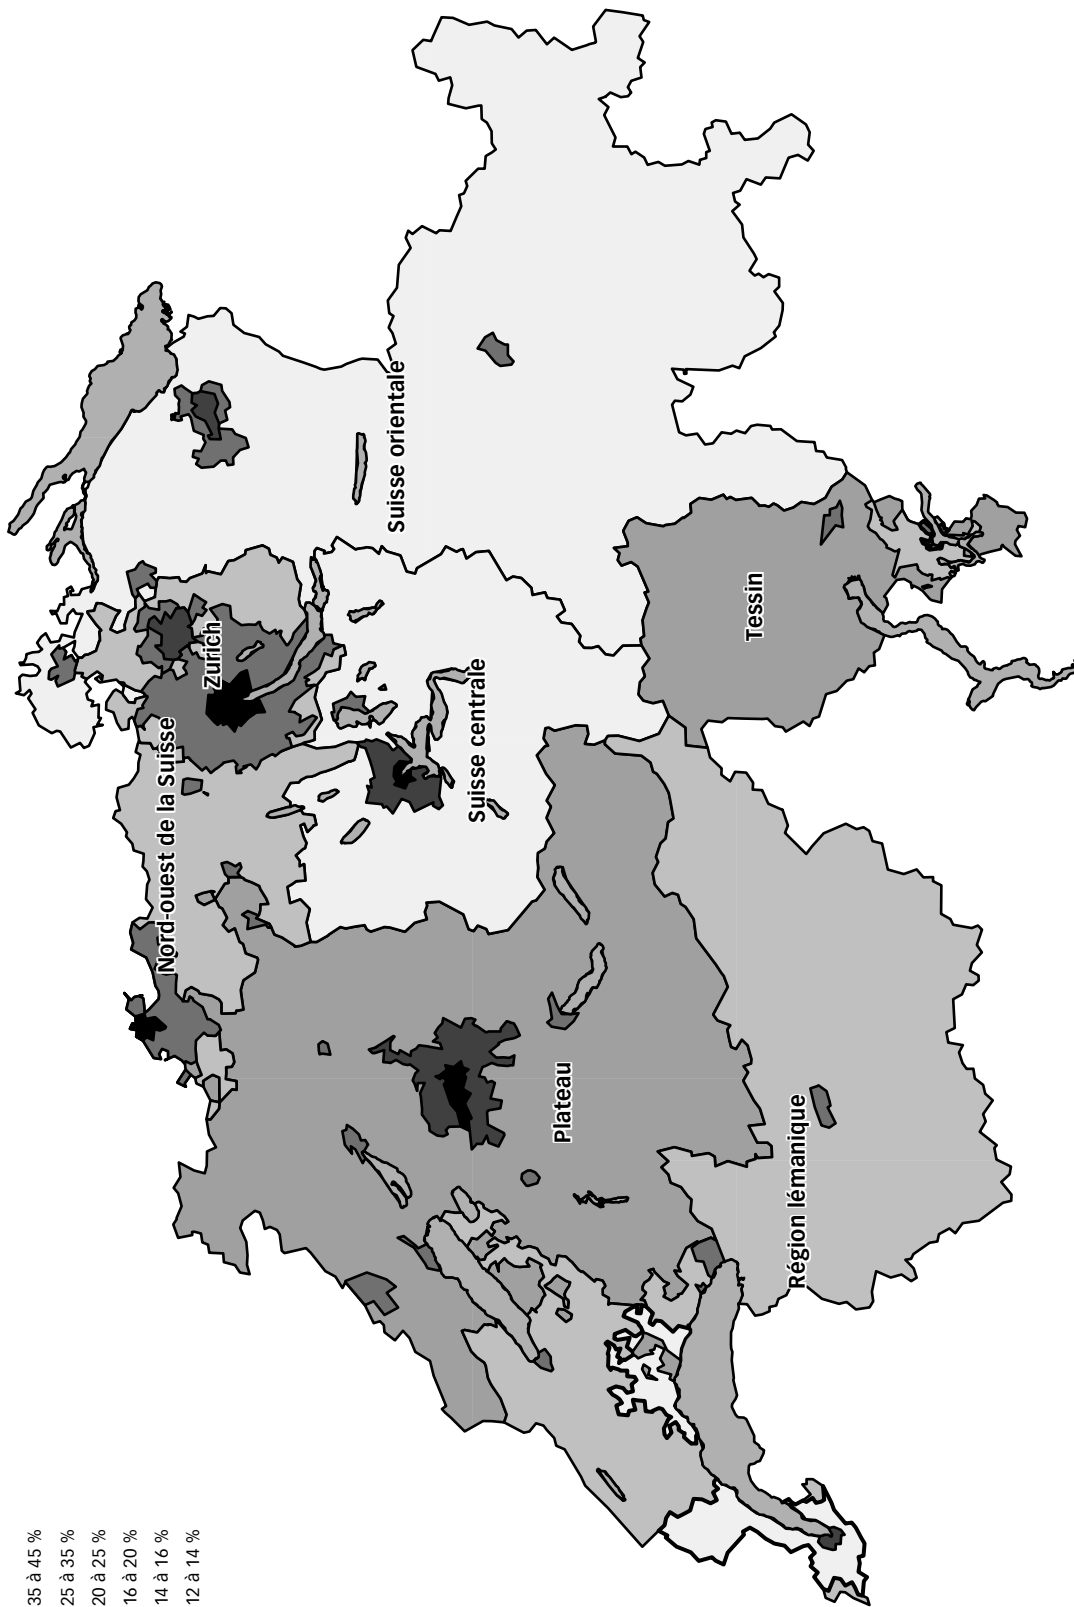 35 à 45 %
25 à 35 %
20 à 25 %
16 à 20 %
14 à 16 %
12 à 14 %
Nord-ouest de la Suisse
Zurich
Suisse orientale
Suisse centrale
Plateau
Tessin
Région lémanique